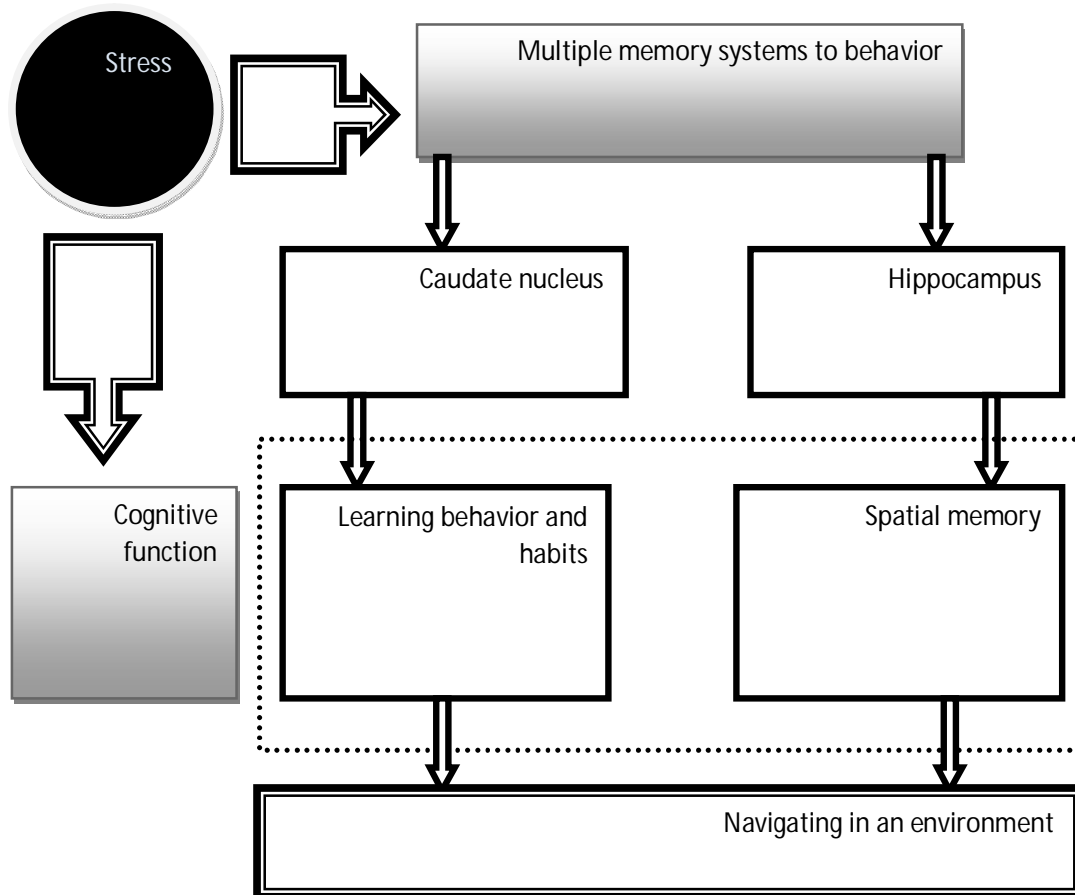 Stress
Multiple memory systems to behavior
Caudate nucleus
Hippocampus
Cognitive
function
Learning behavior and
habits
Spatial memory
Navigating in an environment